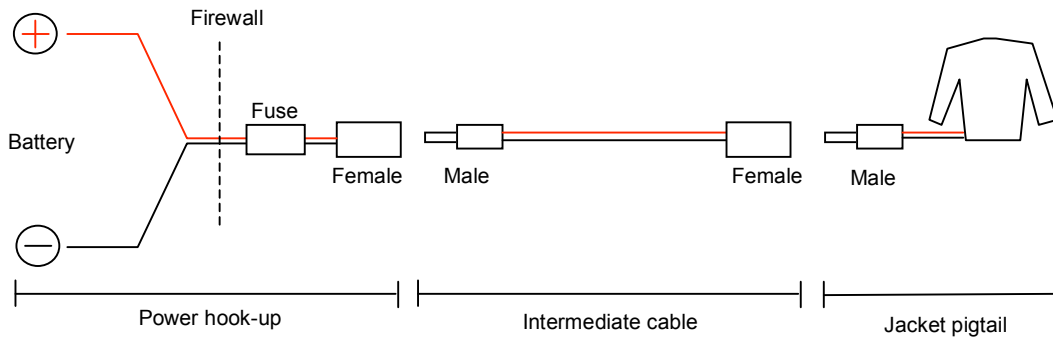 Firewall
Fuse
Battery
Female
Male
Female
Male
Power hook-up
Intermediate cable
Jacket pigtail